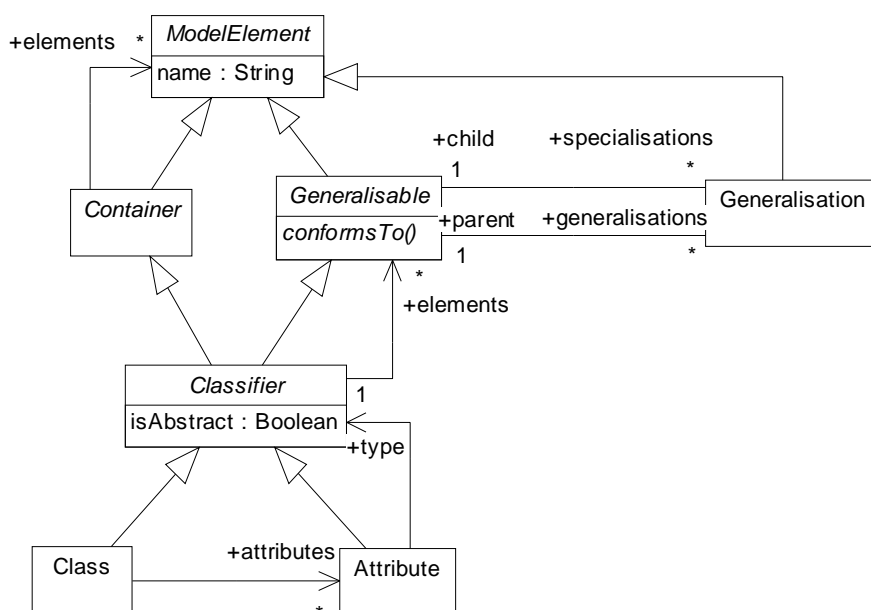 ModelElement
+elements *
name : String
+child +specialisations
1 *
Container
Generalisable
Generalisation
conformsTo()
+parent +generalisations
1 *
*
+elements
Classifier
1
isAbstract : Boolean
+type
Class
+attributes
Attribute
*